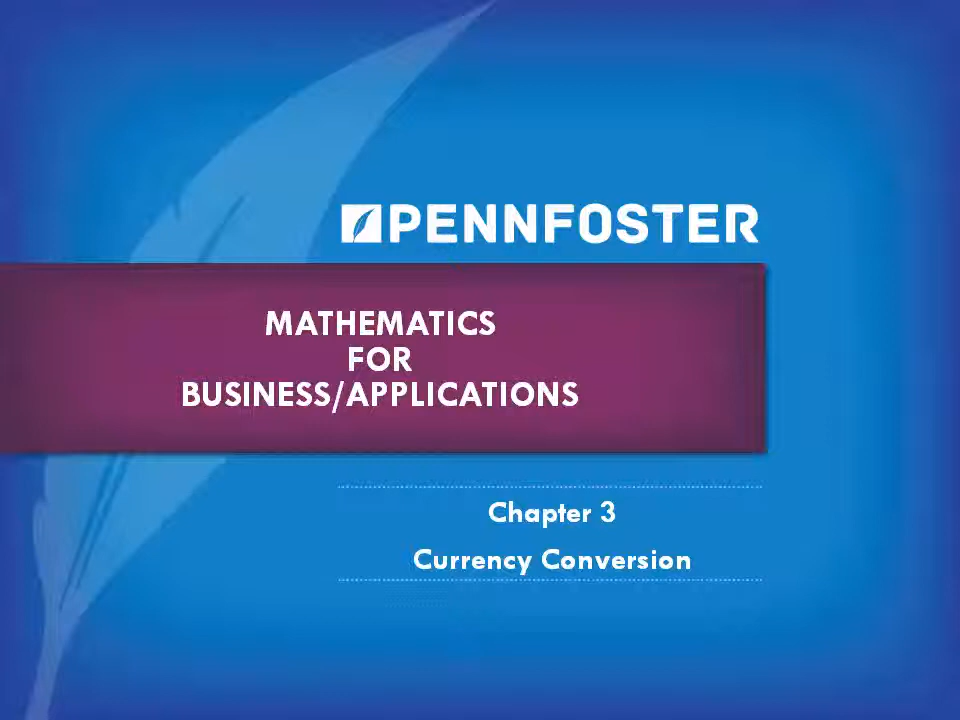 PENNFOSTER
MATHEMATICS
FOR
BUSINESS/APPLICATIONS
Chapter 3
Currency Conversion